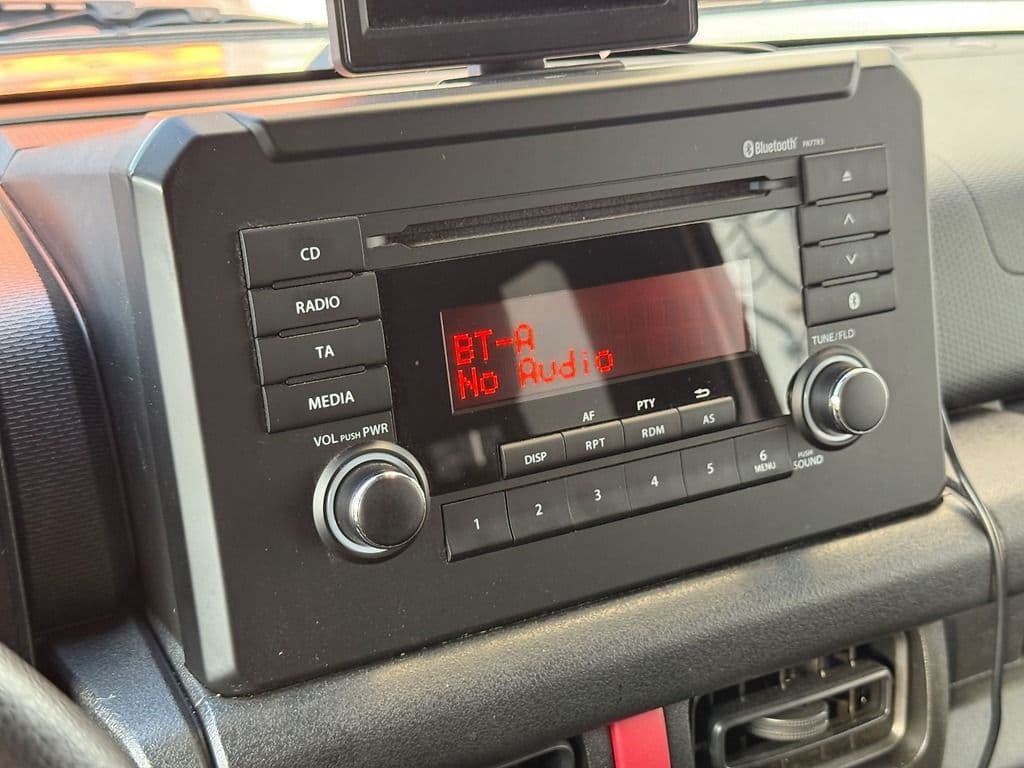 Bluetooth
CD
RADIO
TA
MEDIA
VOL PUSH PWR
BT-A
No Audio
TUNE/FLD
AF
PTY
DISP
RPT
RDM
AS
1
2
3
4
5
6
MENU
PUSH
SOUND